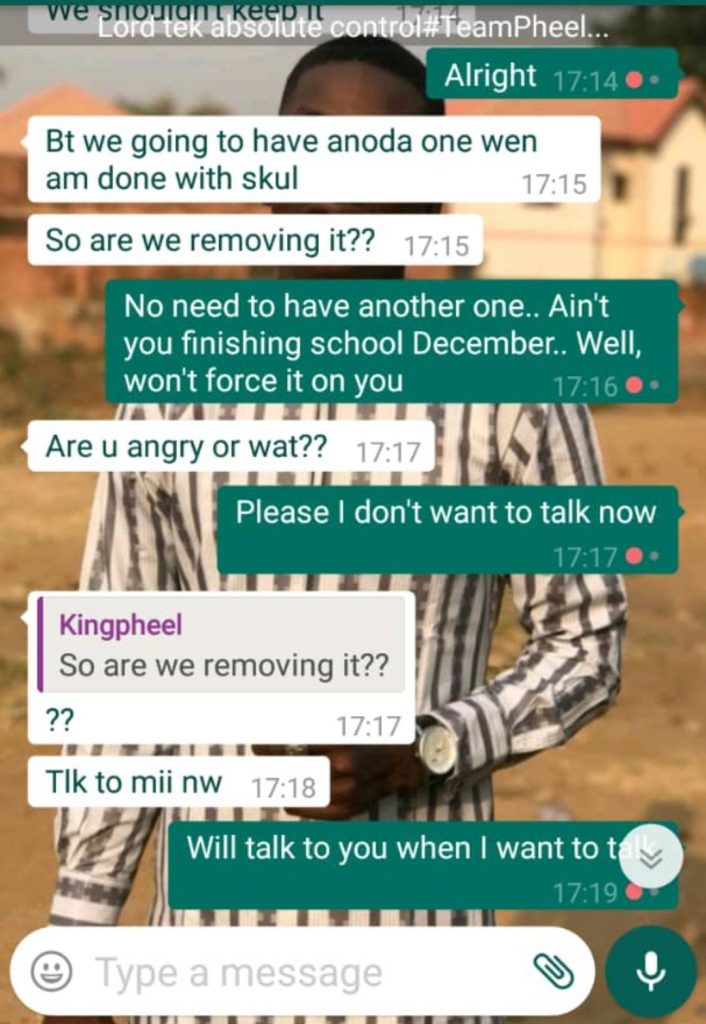 We shouldn't keep it 17:14
Lord tek absolute control#TeamPheel...
Alright 17:14
Bt we going to have anoda one wen
am done with skul
17:15
So are we removing it?? 17:15
No need to have another one.. Ain't
you finishing school December.. Well,
won't force it on you
17:16
Are u angry or wat?? 17:17
Please I don't want to talk now
17:17
Kingpheel
So are we removing it??
??
17:17
Tlk to mii nw 17:18
Will talk to you when I want to talk
17:19
Type a message